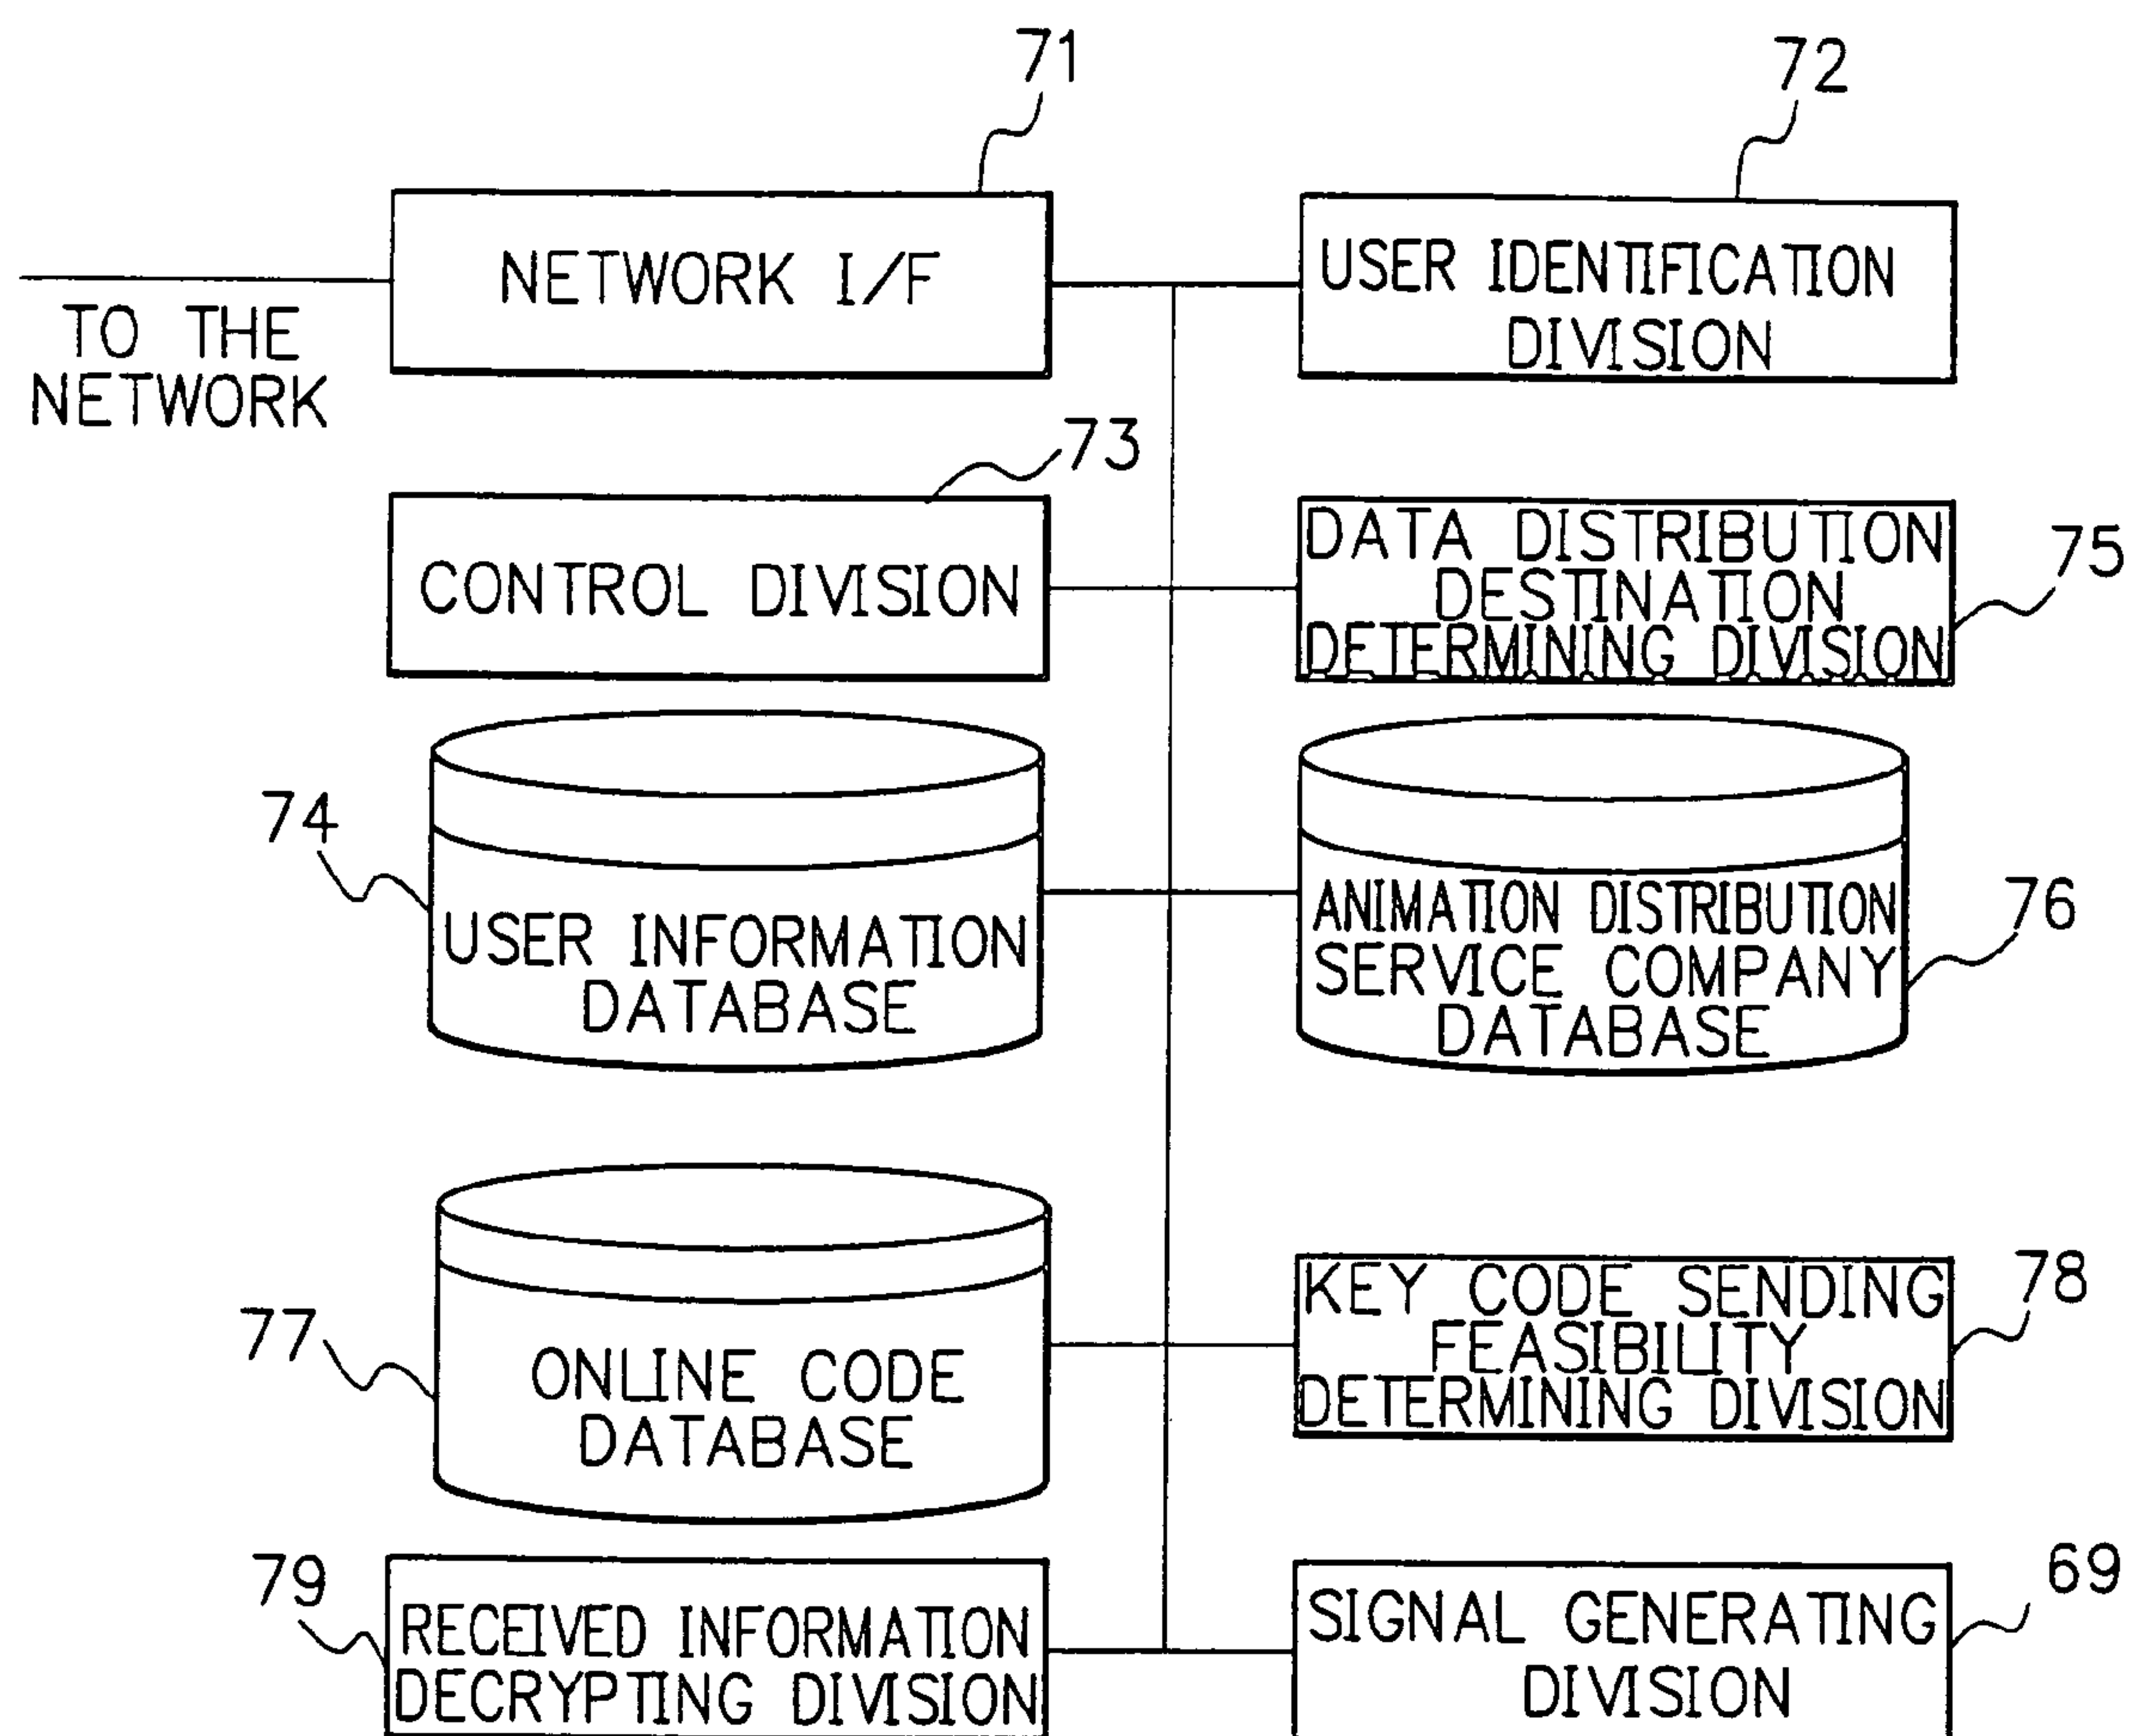 71
72
NETWORK I/F
USER IDENTIFICATION
DIVISION
TO THE
NETWORK
73
CONTROL DIVISION
DATA DISTRIBUTION
DESTINATION
DETERMINING DIVISION
75
74
USER INFORMATION
DATABASE
ANIMATION DISTRIBUTION
SERVICE COMPANY
DATABASE
76
77
ONLINE CODE
DATABASE
KEY CODE SENDING
FEASIBILITY
DETERMINING DIVISION
78
79
RECEIVED INFORMATION
DECRYPTING DIVISION
SIGNAL GENERATING
DIVISION
69